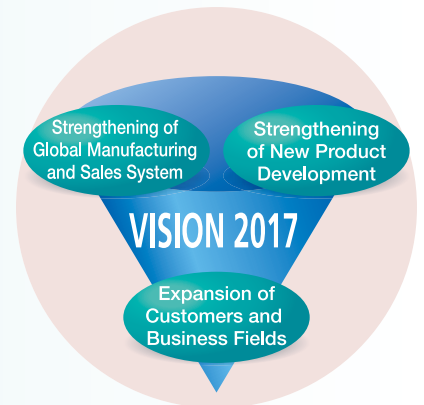 Strengthening of
Global Manufacturing
and Sales System
Strengthening
of New Product
Development
VISION 2017
Expansion of
Customers and
Business Fields